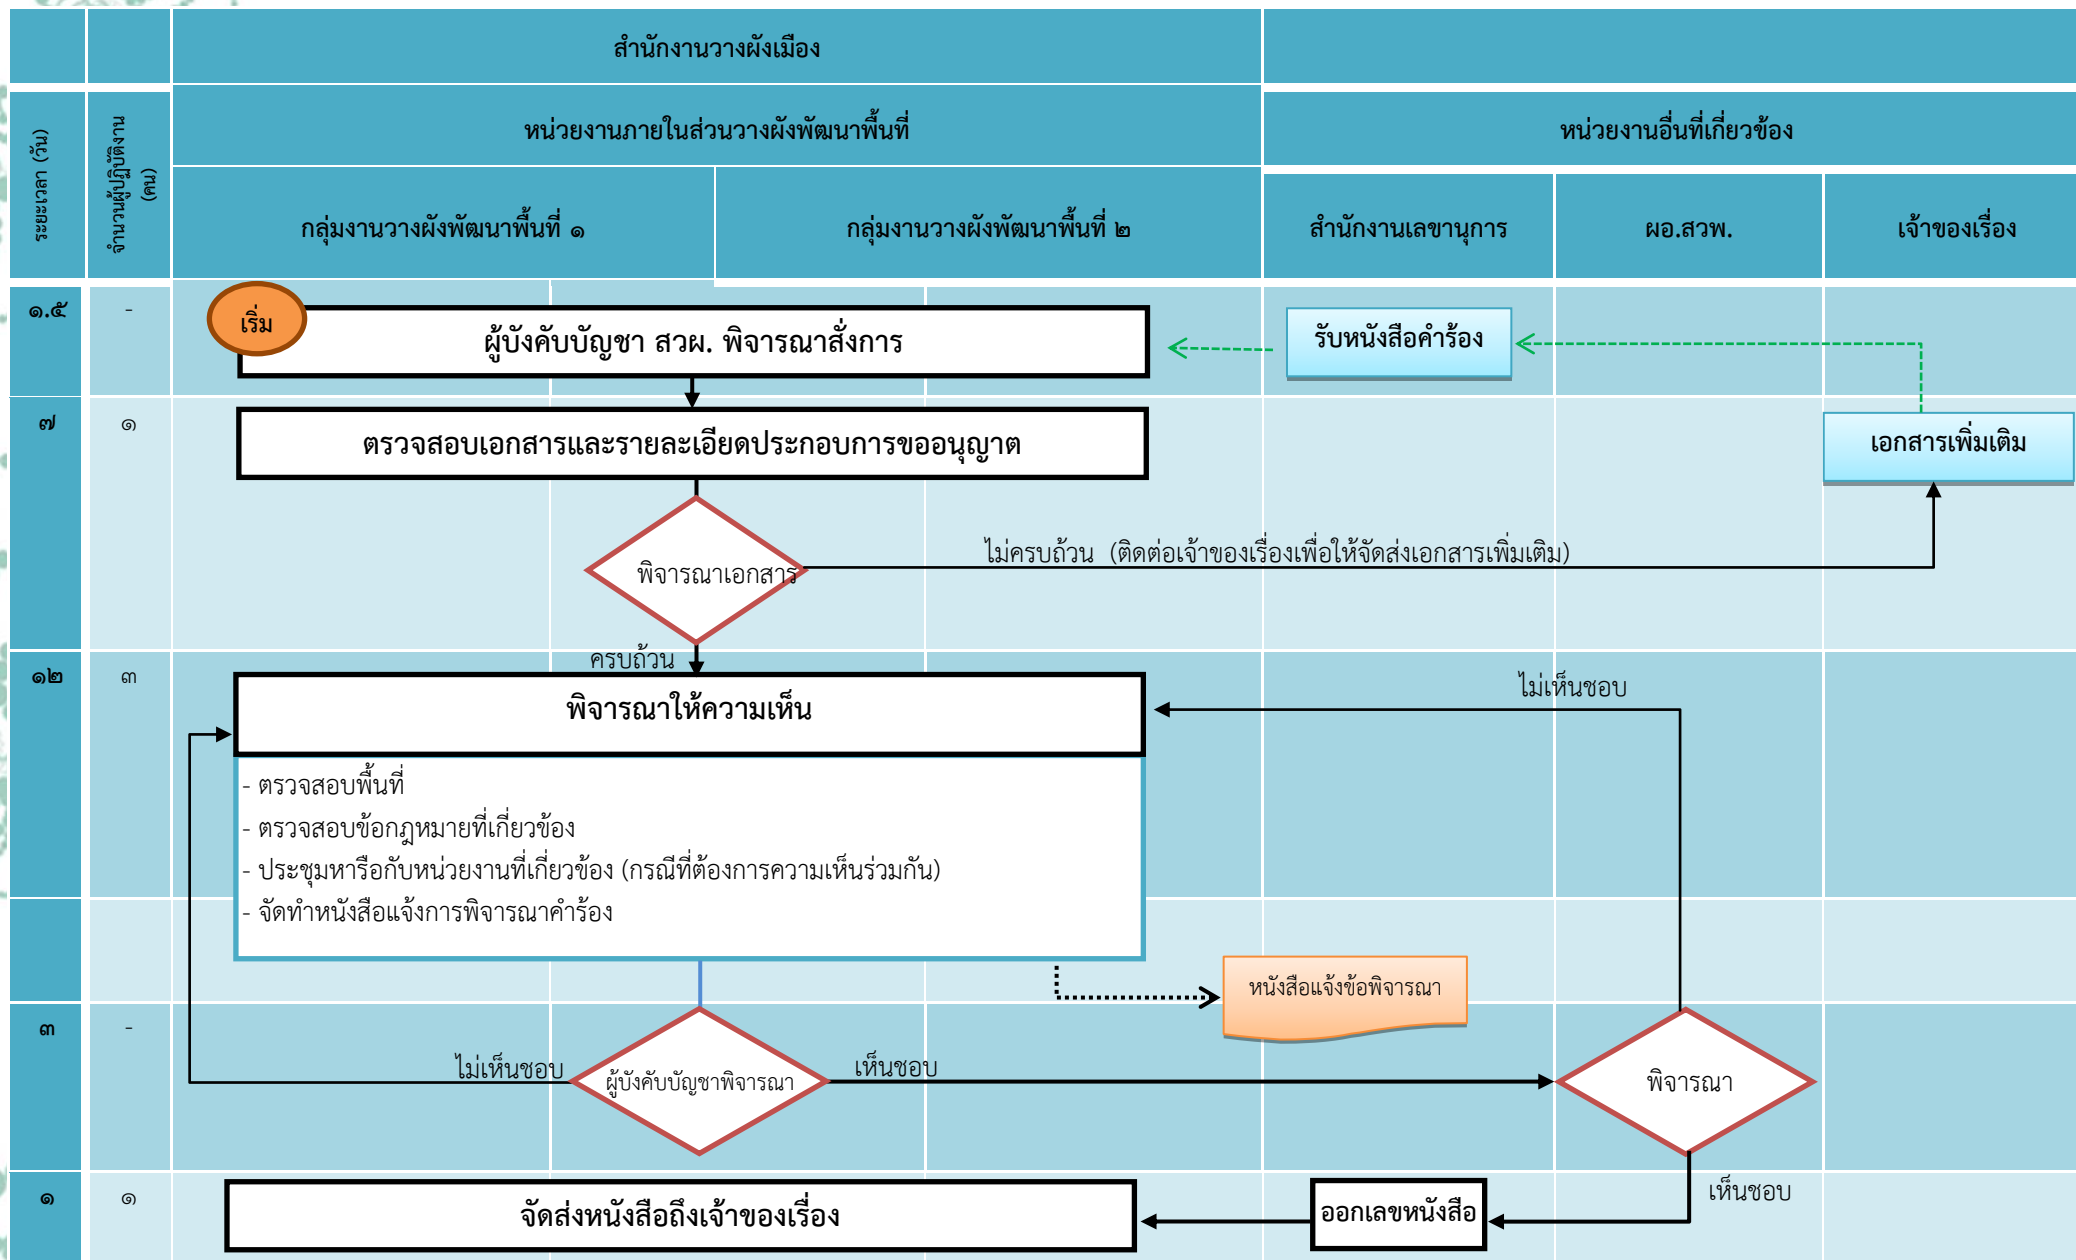 สำนักงานวางผังเมือง
ระยะเวลา (วัน)
จำนวนผู้ปฏิบัติงาน
(คน)
หน่วยงานภายในส่วนวางผังพัฒนาพื้นที่
หน่วยงานอื่นที่เกี่ยวข้อง
กลุ่มงานวางผังพัฒนาพื้นที่ ๑
กลุ่มงานวางผังพัฒนาพื้นที่ ๒
สำนักงานเลขานุการ
ผอ.สวพ.
เจ้าของเรื่อง
๑.๕
-
เริ่ม
ผู้บังคับบัญชา สวผ. พิจารณาสั่งการ
รับหนังสือคำร้อง
๗
๑
ตรวจสอบเอกสารและรายละเอียดประกอบการขออนุญาต
เอกสารเพิ่มเติม
พิจารณาเอกสาร
ไม่ครบถ้วน (ติดต่อเจ้าของเรื่องเพื่อให้จัดส่งเอกสารเพิ่มเติม)
ครบถ้วน
๑๒
๓
พิจารณาให้ความเห็น
ไม่เห็นชอบ
- ตรวจสอบพื้นที่
- ตรวจสอบข้อกฎหมายที่เกี่ยวข้อง
- ประชุมหารือกับหน่วยงานที่เกี่ยวข้อง (กรณีที่ต้องการความเห็นร่วมกัน)
- จัดทำหนังสือแจ้งการพิจารณาคำร้อง
หนังสือแจ้งข้อพิจารณา
๓
-
ไม่เห็นชอบ
ผู้บังคับบัญชาพิจารณา
เห็นชอบ
พิจารณา
๑
๑
จัดส่งหนังสือถึงเจ้าของเรื่อง
ออกเลขหนังสือ
เห็นชอบ